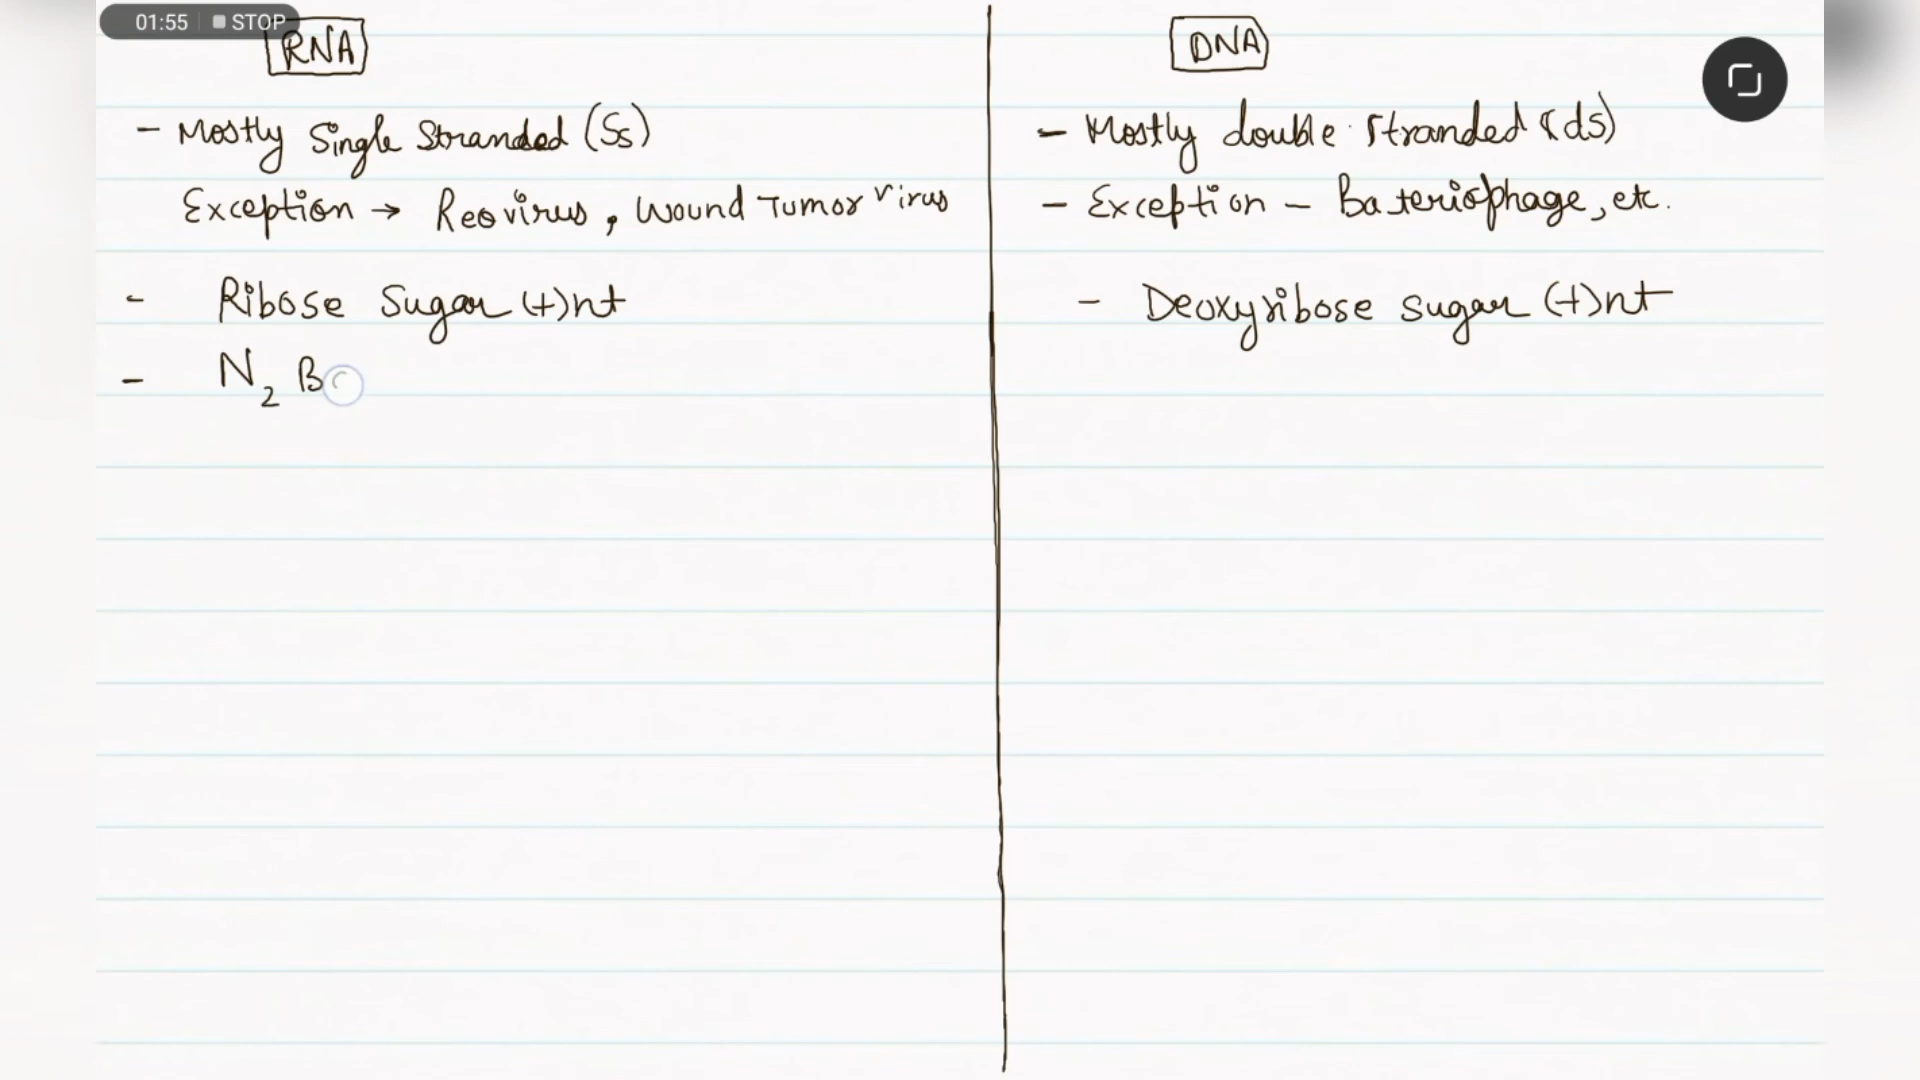 01:55 STOP
RNA
- Mostly Single Stranded (Ss)
Exception → Reovirus, Wound Tumor Virus
- Ribose Sugar (+)nt
- N2 B
DNA
- Mostly double stranded (ds)
- Exception - Bateriophage, etc.
- Deoxyribose sugar (+)nt